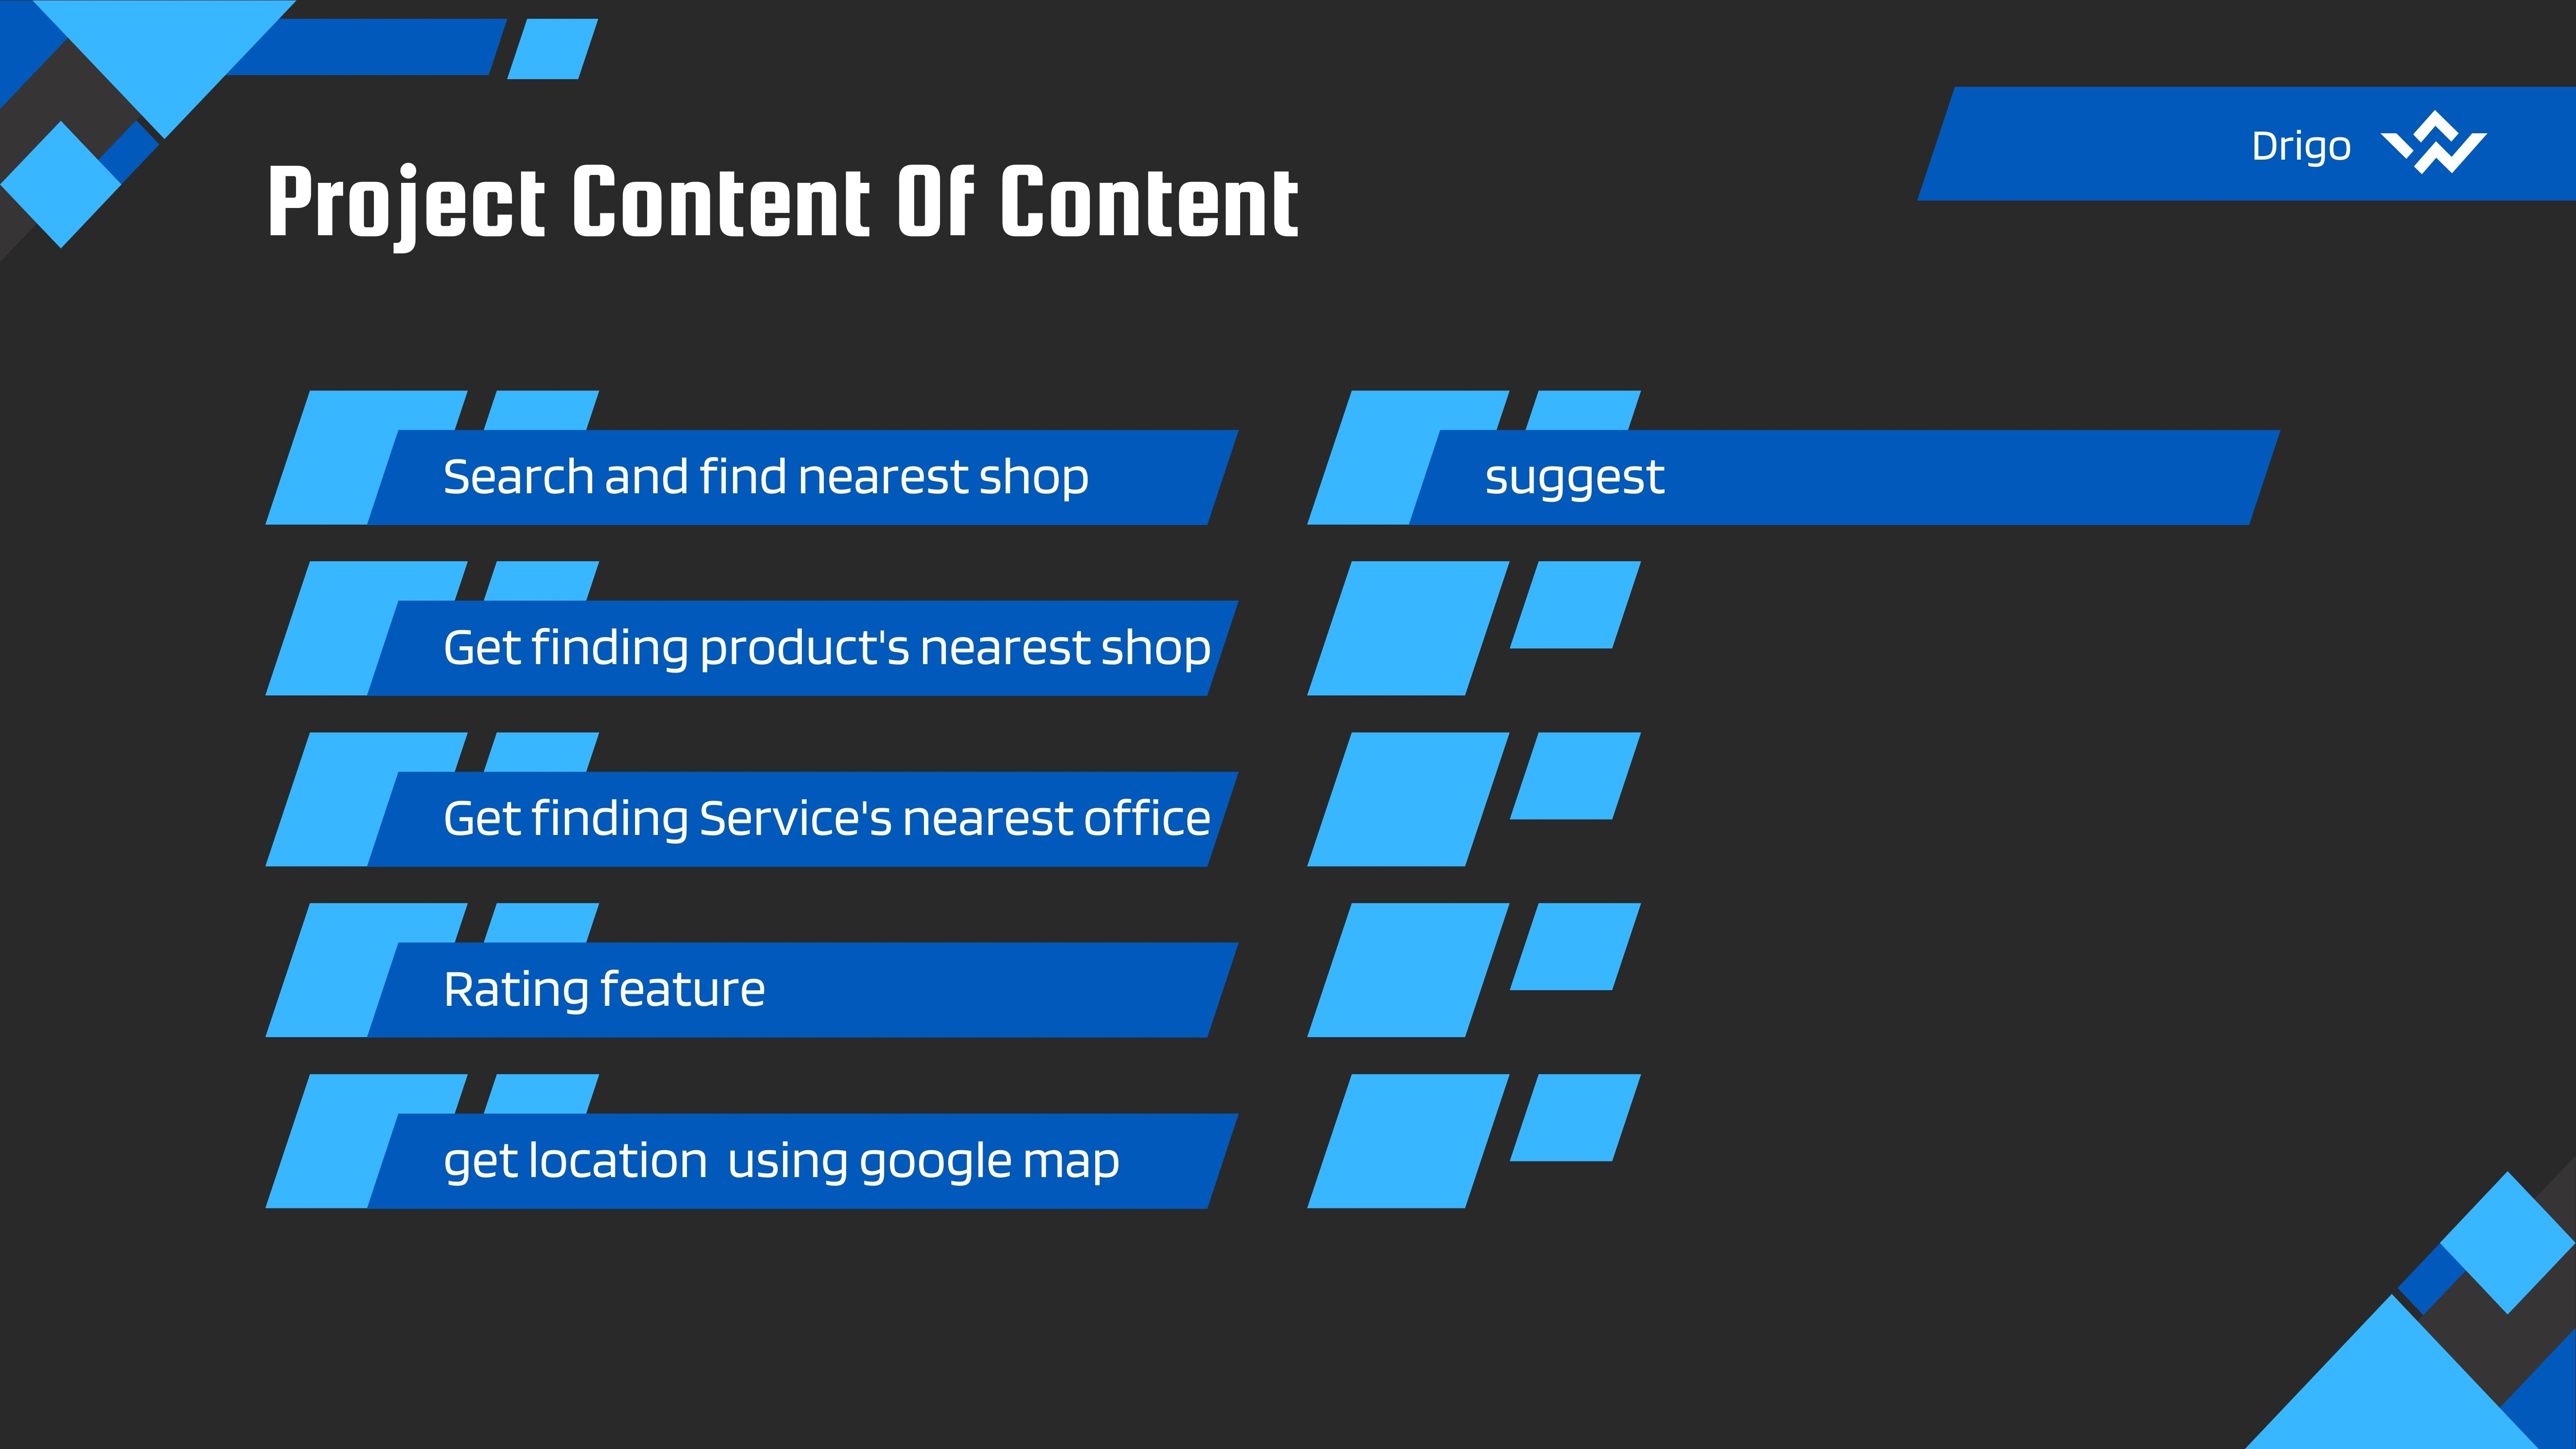 Drigo
Project Content Of Content
Search and find nearest shop
Get finding product's nearest shop
Get finding Service's nearest office
Rating feature
get location  using google map
suggest